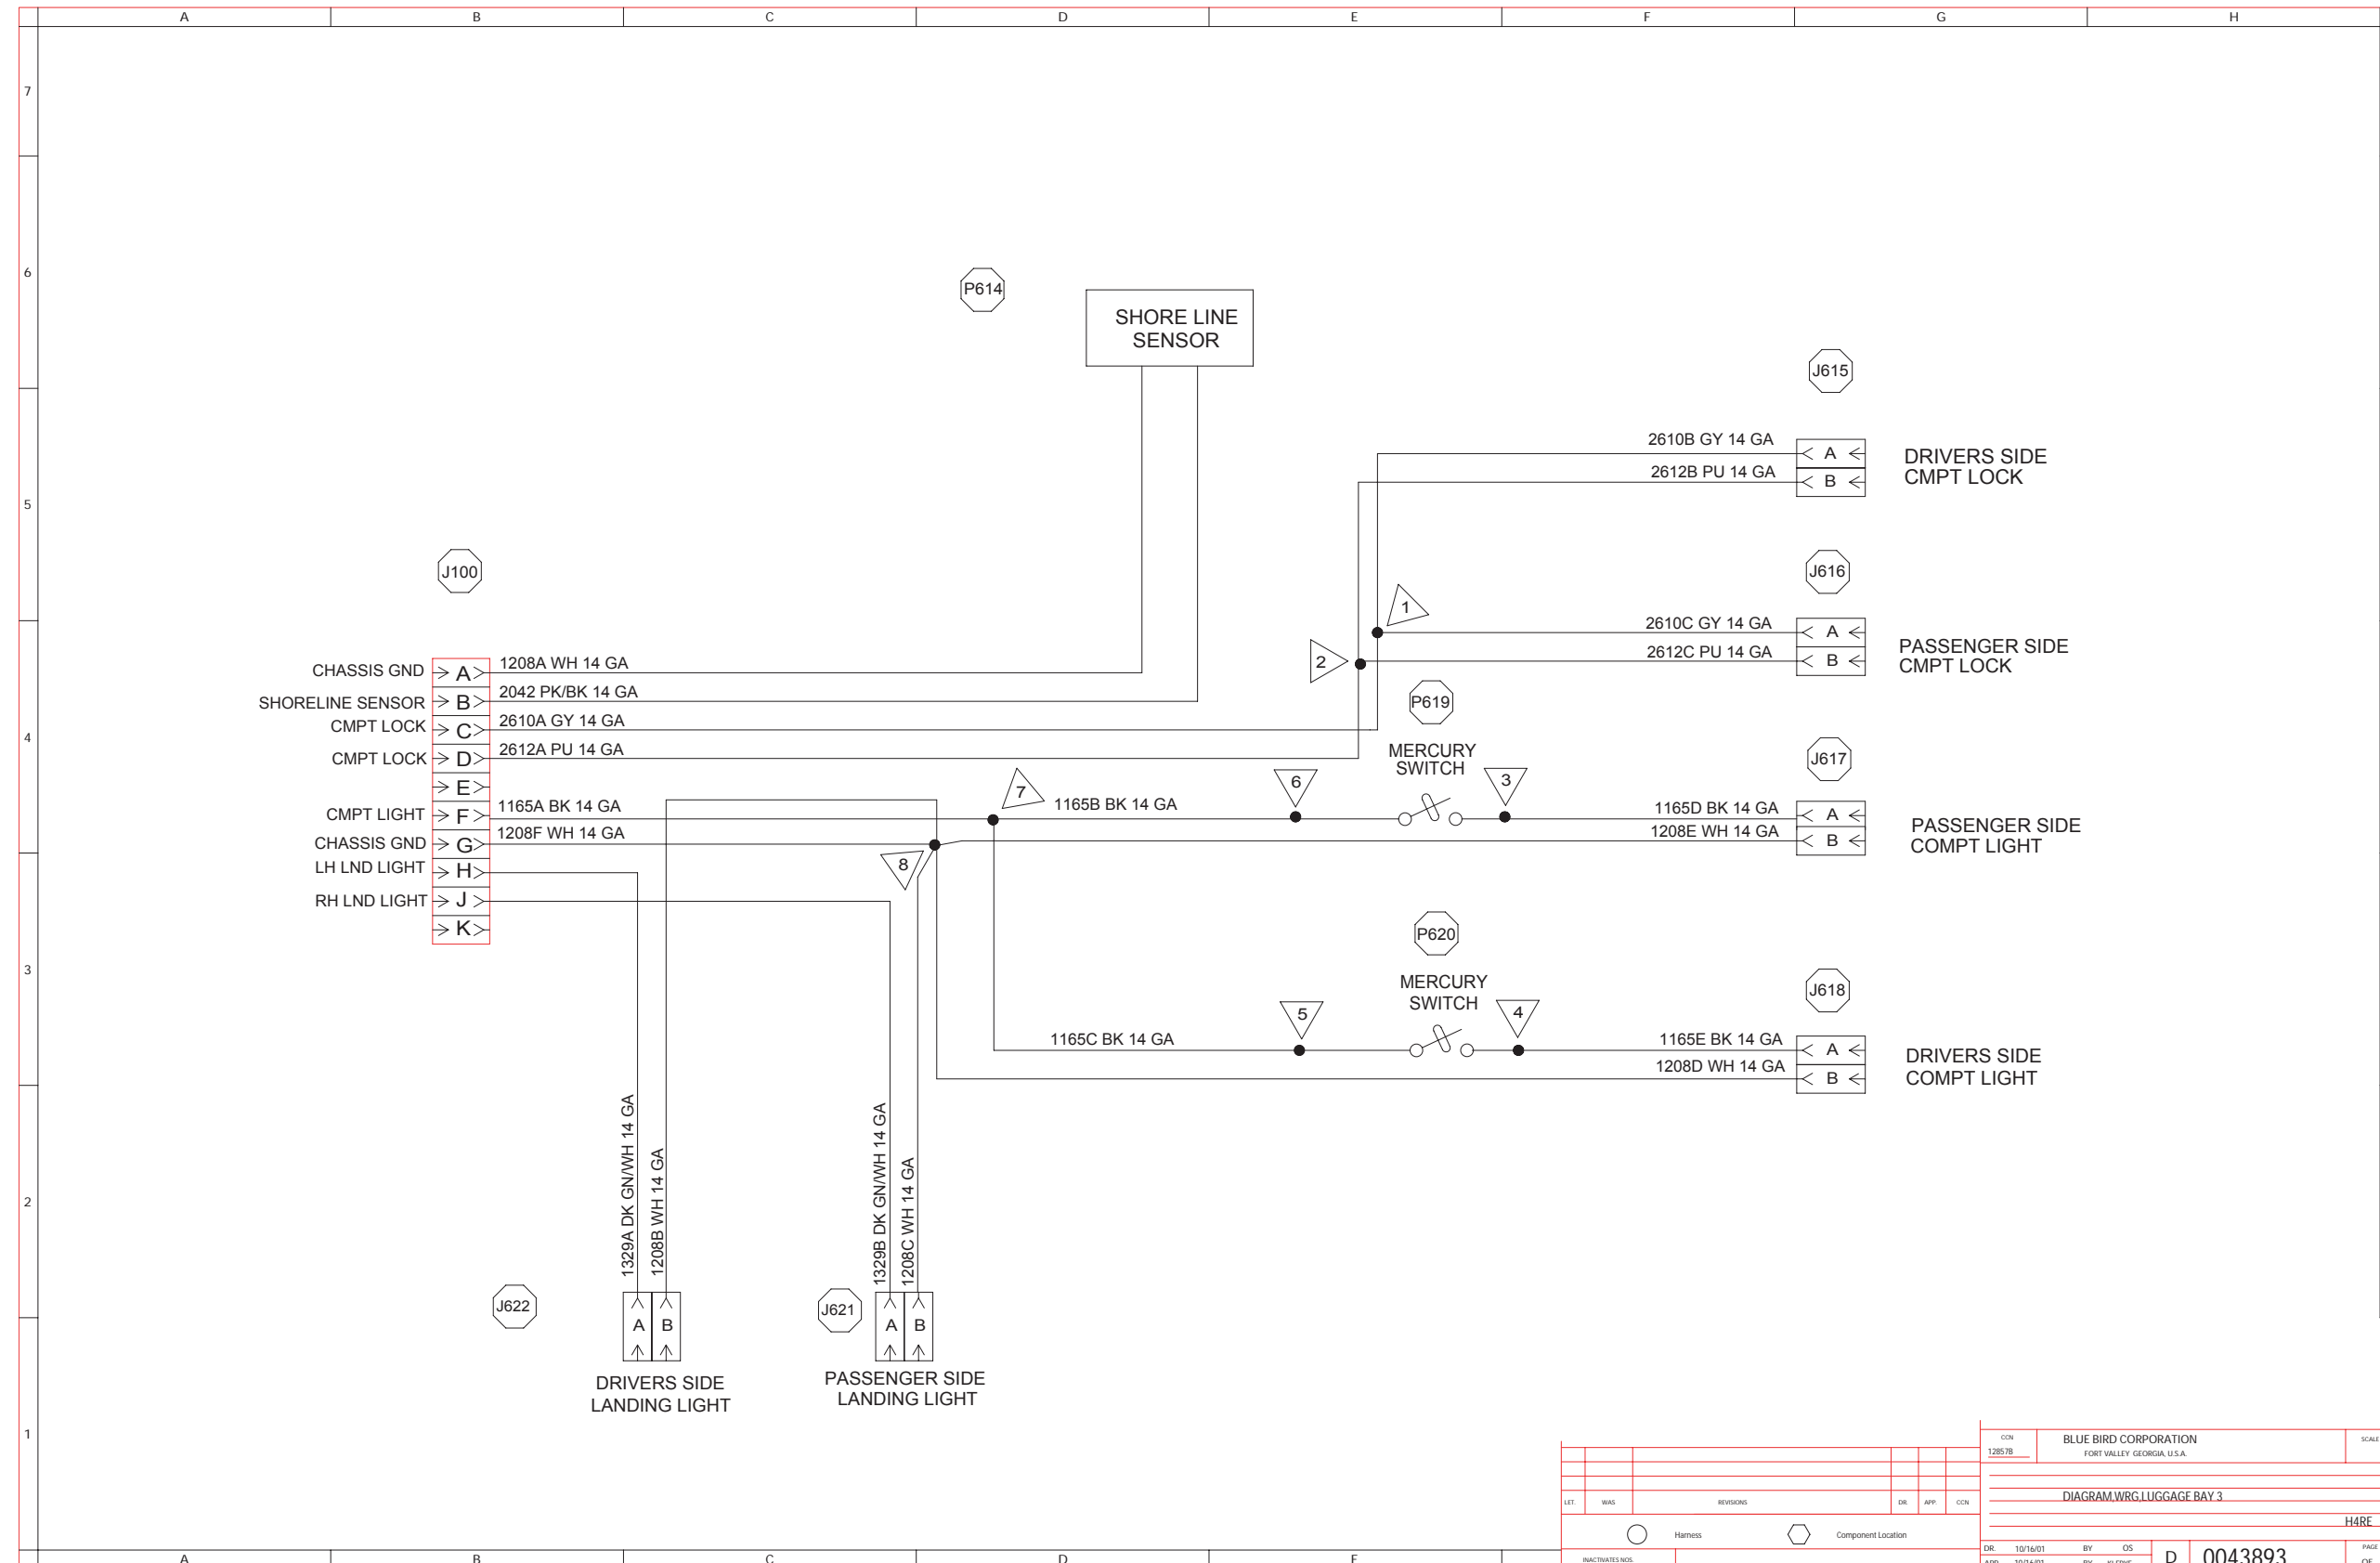 A B C D E F G H
7
6
5
4
3
2
1
P614
SHORE LINE
SENSOR
J615
2610B GY 14 GA
2612B PU 14 GA
A
B
DRIVERS SIDE
CMPT LOCK
J100
J616
1
2
2610C GY 14 GA
2612C PU 14 GA
A
B
PASSENGER SIDE
CMPT LOCK
CHASSIS GND A 1208A WH 14 GA
SHORELINE SENSOR B 2042 PK/BK 14 GA
CMPT LOCK C 2610A GY 14 GA
CMPT LOCK D 2612A PU 14 GA
E
CMPT LIGHT F 1165A BK 14 GA
CHASSIS GND G 1208F WH 14 GA
LH LND LIGHT H
RH LND LIGHT J
K
P619
MERCURY
SWITCH
J617
7
1165B BK 14 GA
6
3
1165D BK 14 GA
1208E WH 14 GA
A
B
PASSENGER SIDE
COMPT LIGHT
8
P620
MERCURY
SWITCH
J618
1165C BK 14 GA
5
4
1165E BK 14 GA
1208D WH 14 GA
A
B
DRIVERS SIDE
COMPT LIGHT
1329A DK GN/WH 14 GA
1208B WH 14 GA
1329B DK GN/WH 14 GA
1208C WH 14 GA
J622
A B
DRIVERS SIDE
LANDING LIGHT
J621
A B
PASSENGER SIDE
LANDING LIGHT
CCN
12857B
BLUE BIRD CORPORATION
FORT VALLEY GEORGIA, U.S.A.
SCALE
DIAGRAM,WRG,LUGGAGE BAY 3
H4RE
LET. WAS REVISIONS DR. APP. CCN
Harness
Component Location
INACTIVATES NOS.
DR. 10/16/01 BY OS
D
0043893
PAGE
A B C D E